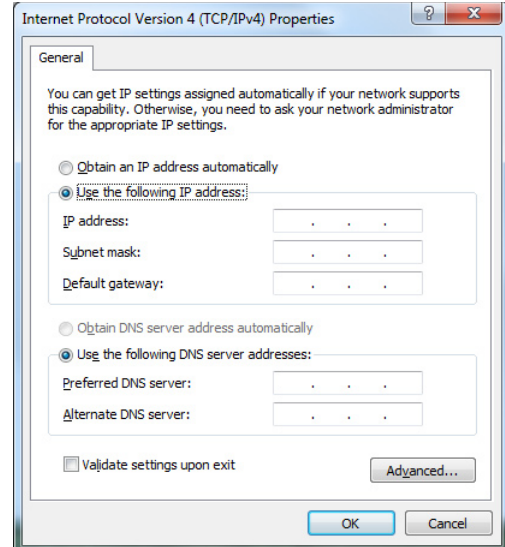 Internet Protocol Version 4 (TCP/IPv4) Properties
General
You can get IP settings assigned automatically if your network supports
this capability. Otherwise, you need to ask your network administrator
for the appropriate IP settings.
Obtain an IP address automatically
Use the following IP address:
IP address:
Subnet mask:
Default gateway:
Obtain DNS server address automatically
Use the following DNS server addresses:
Preferred DNS server:
Alternate DNS server:
Validate settings upon exit
Advanced...
OK Cancel